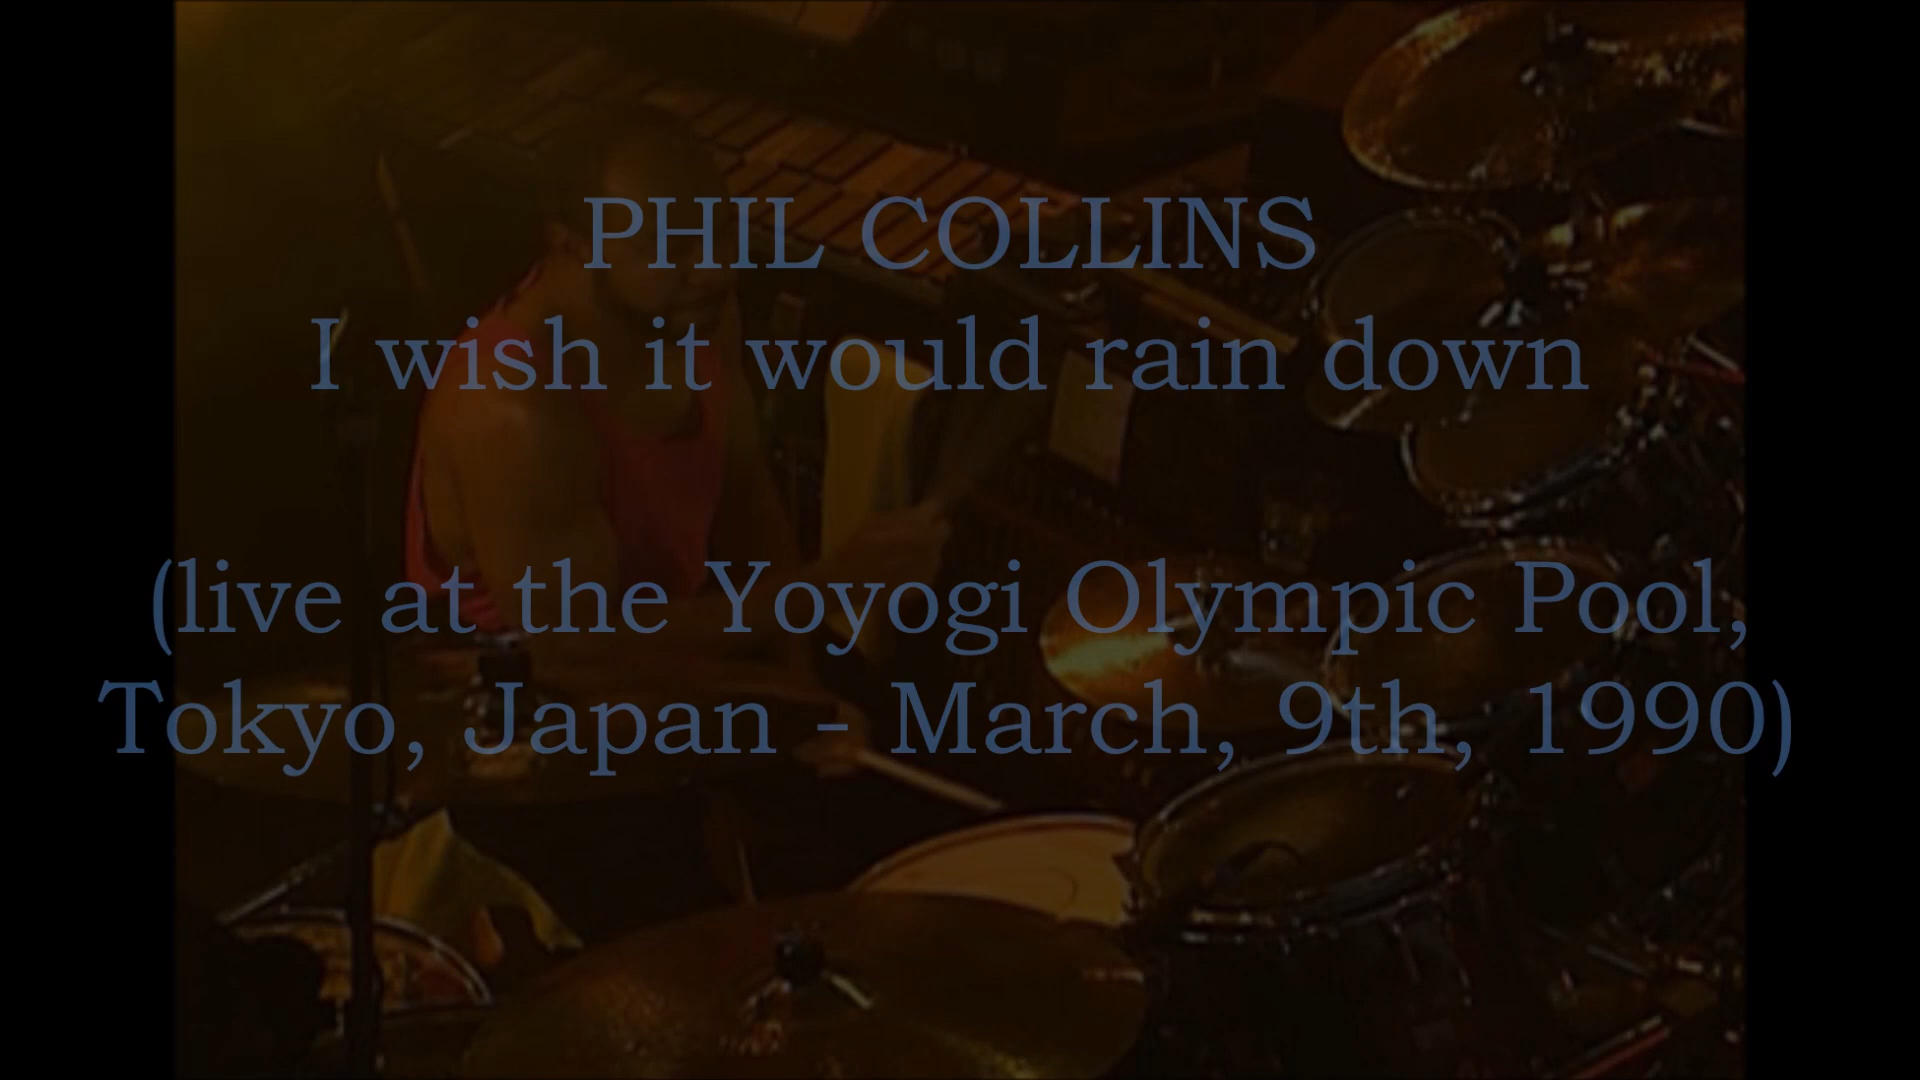 PHIL COLLINS
I wish it would rain down
(live at the Yoyogi Olympic Pool,
Tokyo, Japan - March, 9th, 1990)